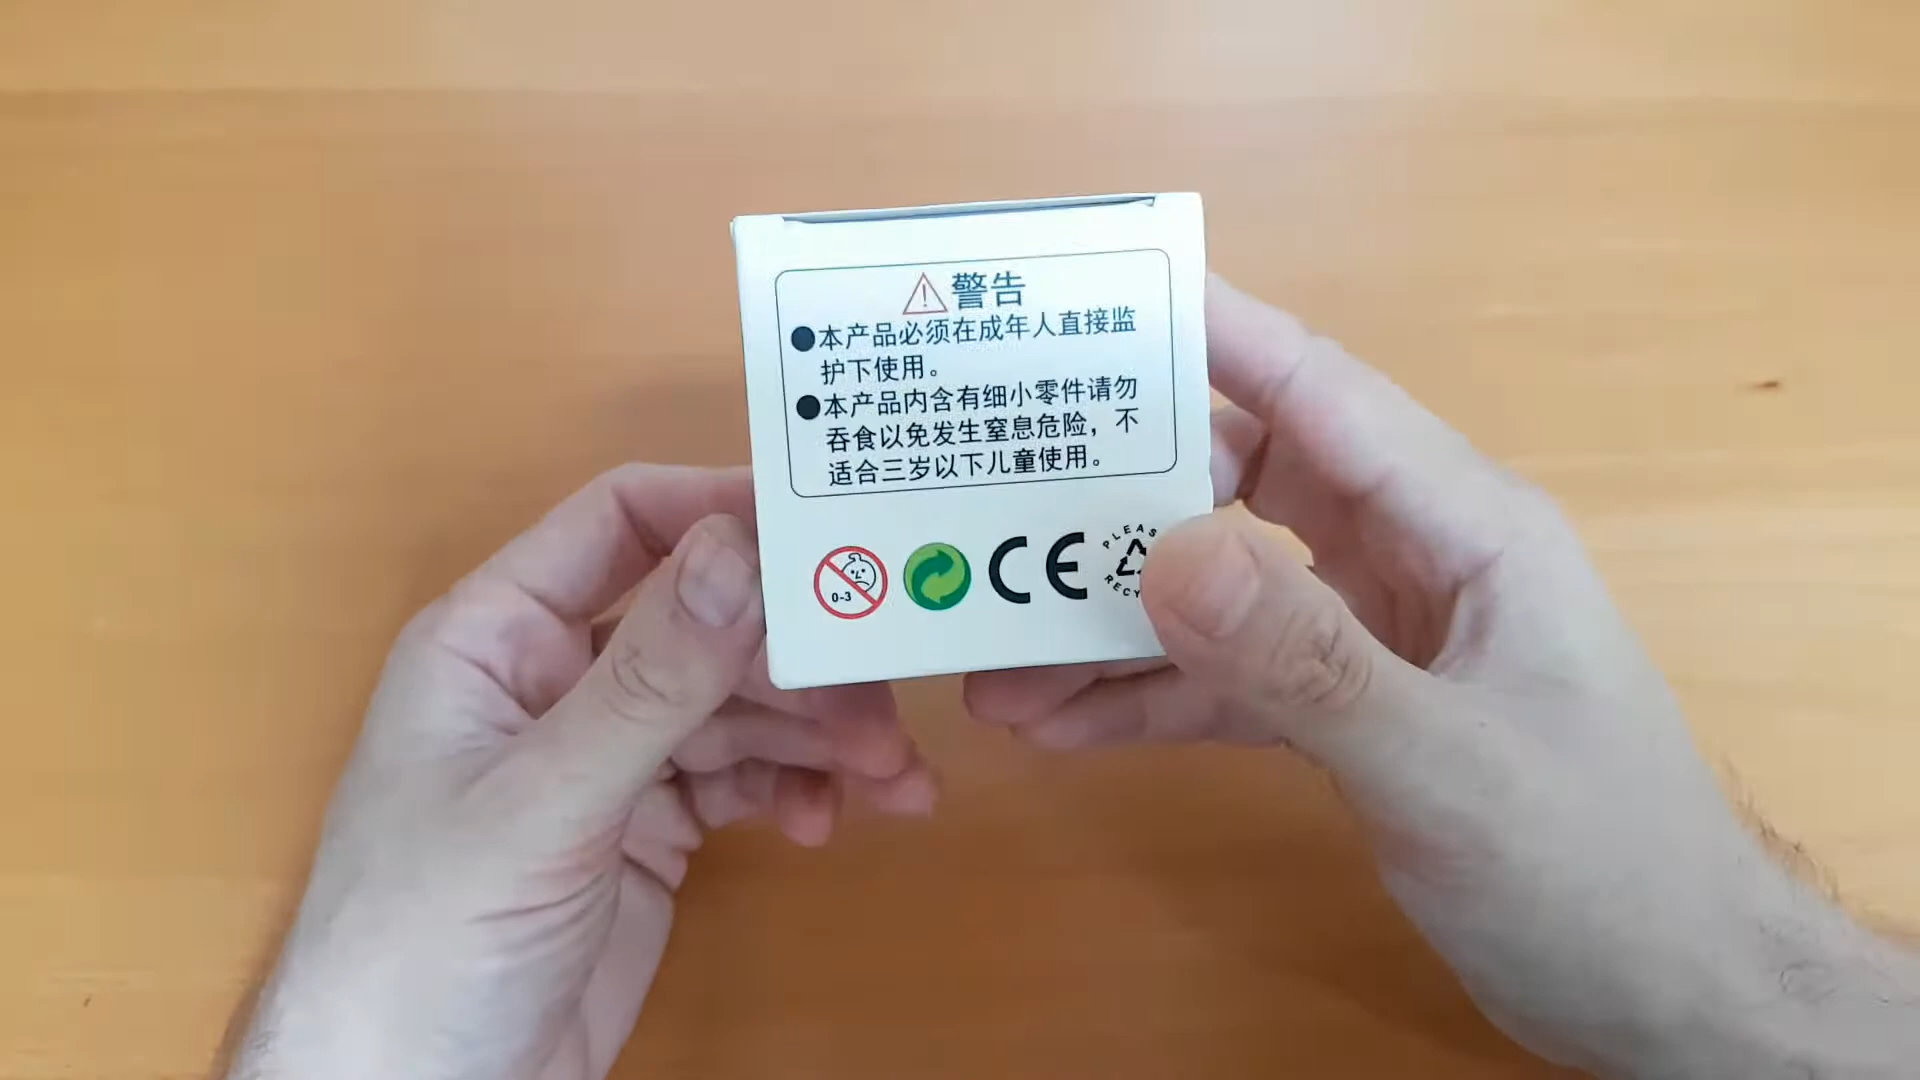 警告
●本产品必须在成年人直接监
护下使用。
●本产品内含有细小零件请勿
吞食以免发生窒息危险，不
适合三岁以下儿童使用。
0-3
CE